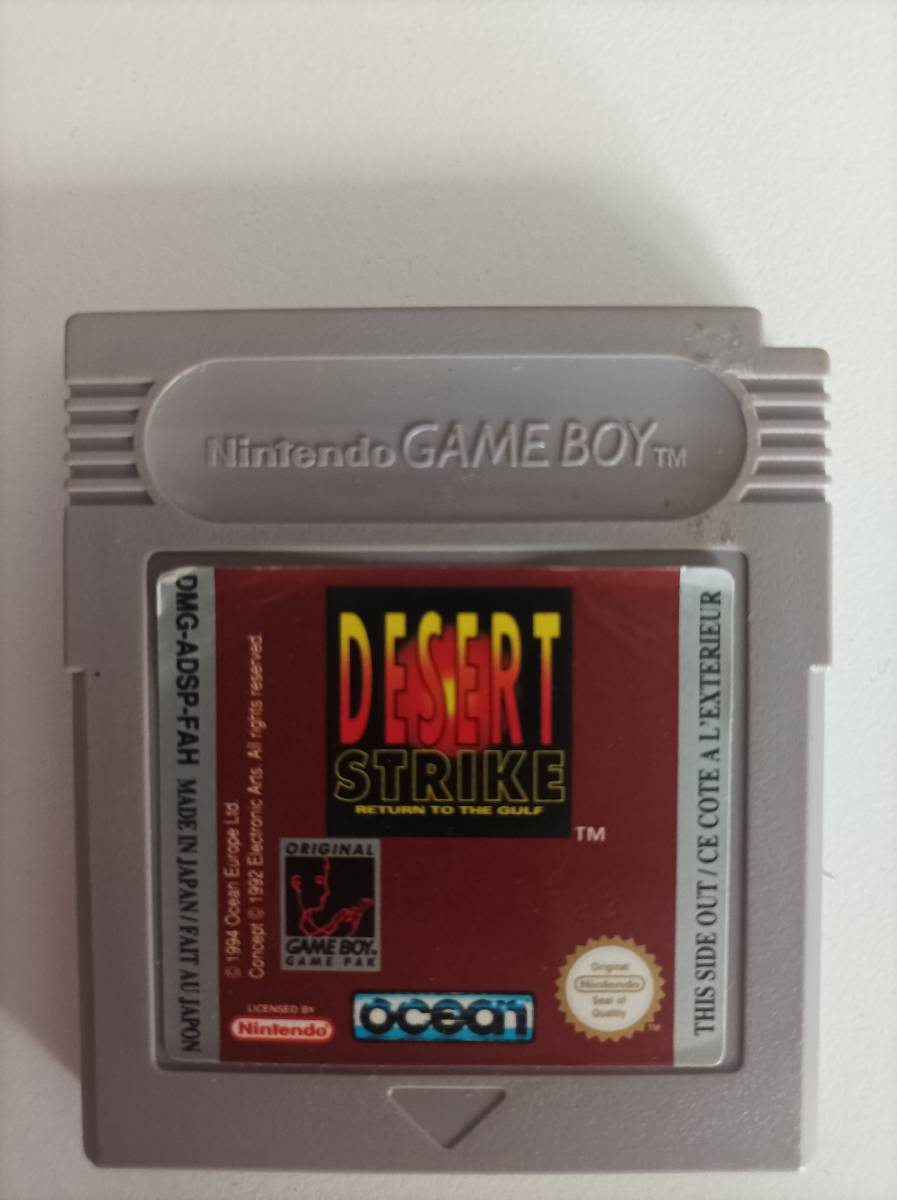 Nintendo GAME BOY TM
DMG-ADSP-FAH MADE IN JAPAN / FAIT AU JAPON
© 1994 Ocean Europe Ltd.
Concept © 1992 Electronic Arts. All rights reserved.
DESERT
STRIKE
RETURN TO THE GULF
TM
ORIGINAL
GAME BOY
GAME PAK
LICENSED BY
Nintendo
ocean
Original
Nintendo
Seal of
Quality
TM
THIS SIDE OUT / CE COTE A L'EXTERIEUR